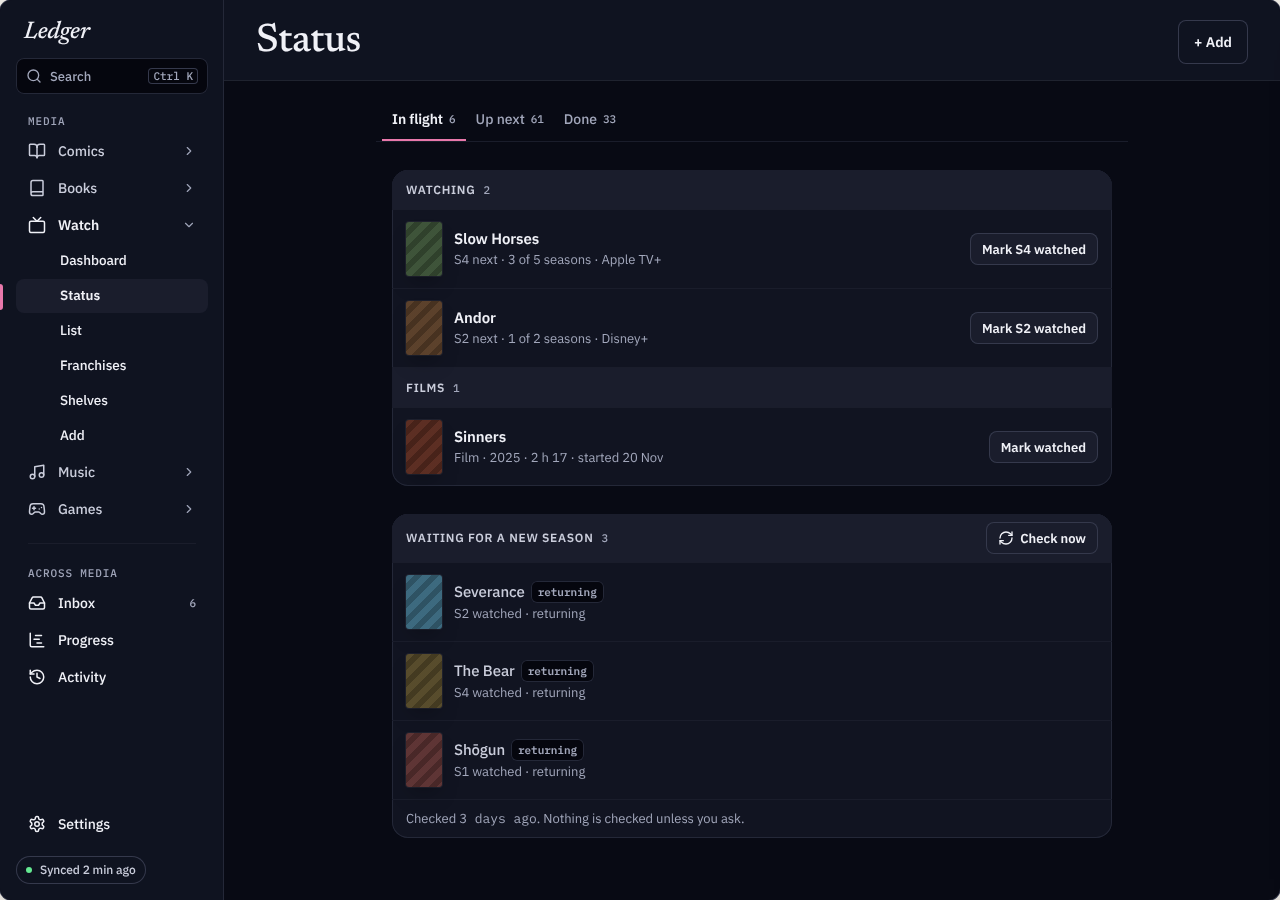 Ledger
Search Ctrl K
MEDIA
Comics
Books
Watch
Dashboard
Status
List
Franchises
Shelves
Add
Music
Games
ACROSS MEDIA
Inbox 6
Progress
Activity
Settings
Synced 2 min ago
Status
+ Add
In flight 6 Up next 61 Done 33
WATCHING 2
Slow Horses
S4 next · 3 of 5 seasons · Apple TV+
Mark S4 watched
Andor
S2 next · 1 of 2 seasons · Disney+
Mark S2 watched
FILMS 1
Sinners
Film · 2025 · 2 h 17 · started 20 Nov
Mark watched
WAITING FOR A NEW SEASON 3
Check now
Severance returning
S2 watched · returning
The Bear returning
S4 watched · returning
Shōgun returning
S1 watched · returning
Checked 3 days ago. Nothing is checked unless you ask.